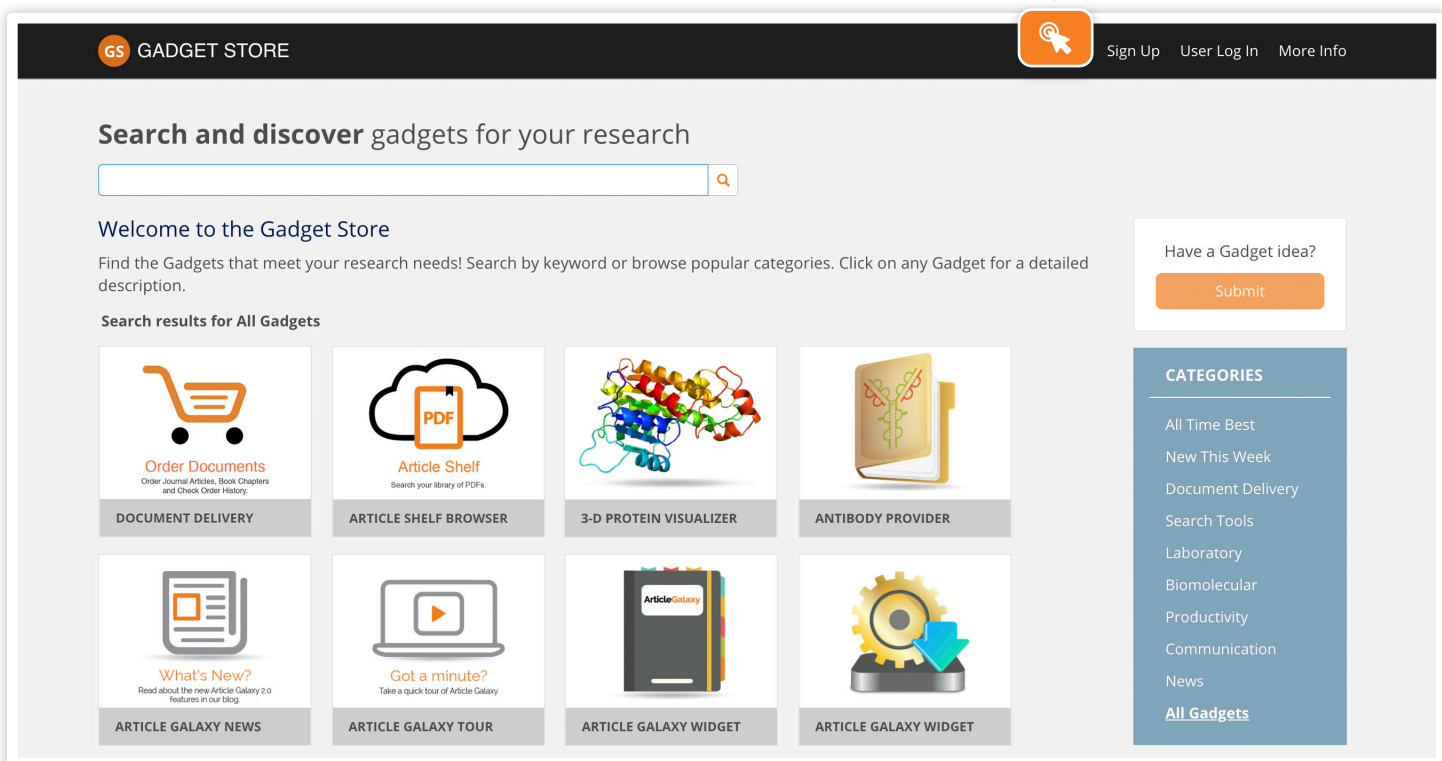 GS GADGET STORE
Sign Up User Log In More Info
Search and discover gadgets for your research
Welcome to the Gadget Store
Find the Gadgets that meet your research needs! Search by keyword or browse popular categories. Click on any Gadget for a detailed
description.
Search results for All Gadgets
Order Documents
Order Journal Articles, Book Chapters
and Check Order History.
DOCUMENT DELIVERY
PDF
Article Shelf
Search your library of PDFs.
ARTICLE SHELF BROWSER
3-D PROTEIN VISUALIZER
ANTIBODY PROVIDER
What's New?
Read about the new Article Galaxy 2.0
features in our blog.
ARTICLE GALAXY NEWS
Got a minute?
Take a quick tour of Article Galaxy
ARTICLE GALAXY TOUR
ArticleGalaxy
ARTICLE GALAXY WIDGET
ARTICLE GALAXY WIDGET
Have a Gadget idea?
Submit
CATEGORIES
All Time Best
New This Week
Document Delivery
Search Tools
Laboratory
Biomolecular
Productivity
Communication
News
All Gadgets